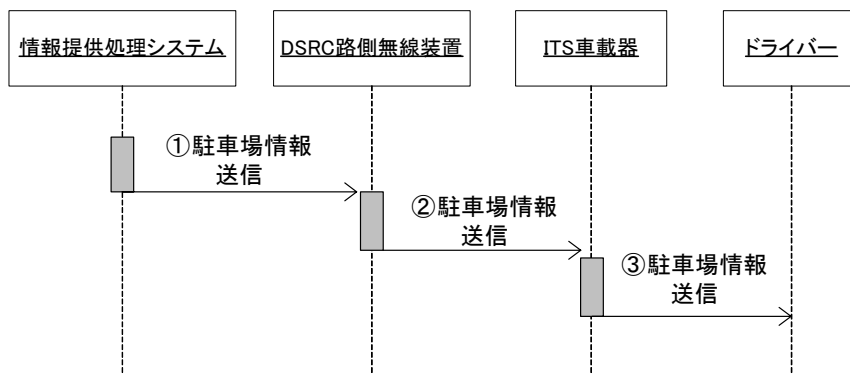 情報提供処理システム
DSRC路側無線装置
ITS車載器
ドライバー
①駐車場情報
送信
②駐車場情報
送信
③駐車場情報
送信